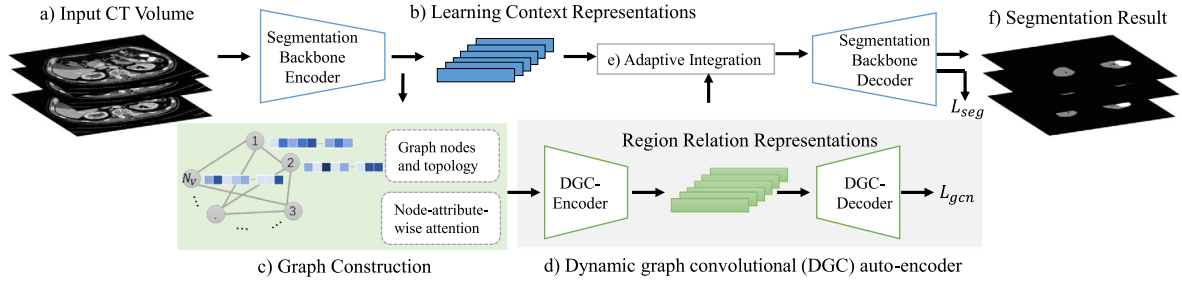 a) Input CT Volume
b) Learning Context Representations
f) Segmentation Result
Segmentation
Backbone
Encoder
e) Adaptive Integration
Segmentation
Backbone
Decoder
L_seg
1
2
N_V
3
.
...
...
...
...
...
...
...
Graph nodes
and topology
Node-attribute-
wise attention
Region Relation Representations
DGC-
Encoder
DGC-
Decoder
L_gcn
c) Graph Construction
d) Dynamic graph convolutional (DGC) auto-encoder